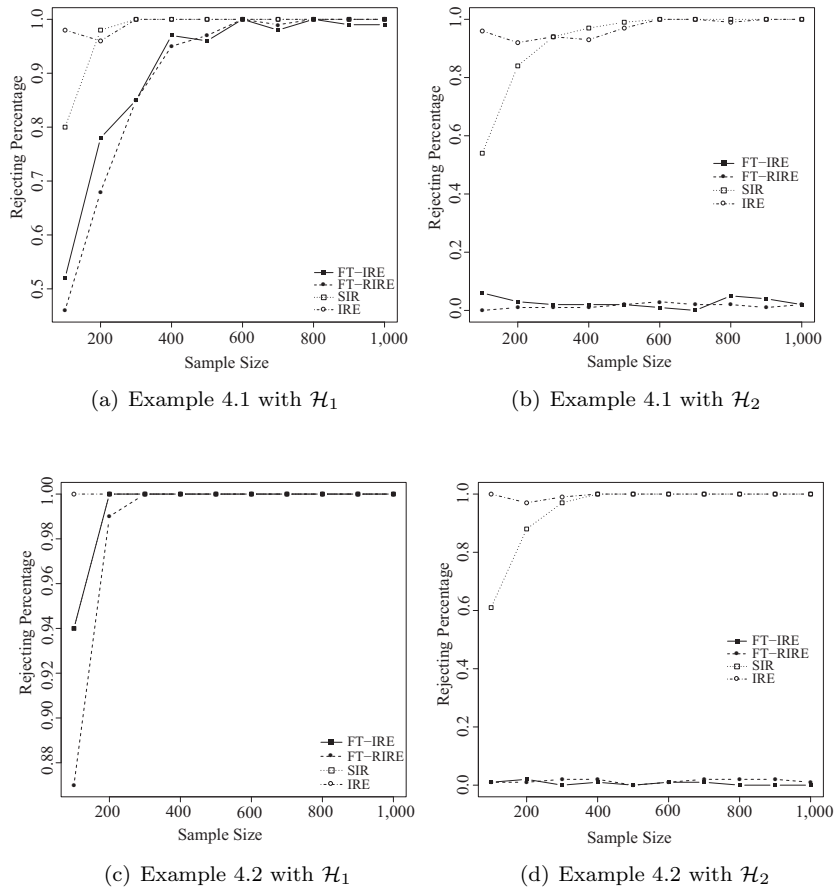 Rejecting Percentage
1.0
0.9
0.8
0.7
0.6
0.5
FT−IRE
FT−RIRE
SIR
IRE
200 400 600 800 1,000
Sample Size
(a) Example 4.1 with ℋ₁
Rejecting Percentage
1.0
0.8
0.6
0.4
0.2
0.0
FT−IRE
FT−RIRE
SIR
IRE
200 400 600 800 1,000
Sample Size
(b) Example 4.1 with ℋ₂
Rejecting Percentage
1.00
0.98
0.96
0.94
0.92
0.90
0.88
FT−IRE
FT−RIRE
SIR
IRE
200 400 600 800 1,000
Sample Size
(c) Example 4.2 with ℋ₁
Rejecting Percentage
1.0
0.8
0.6
0.4
0.2
0.0
FT−IRE
FT−RIRE
SIR
IRE
200 400 600 800 1,000
Sample Size
(d) Example 4.2 with ℋ₂